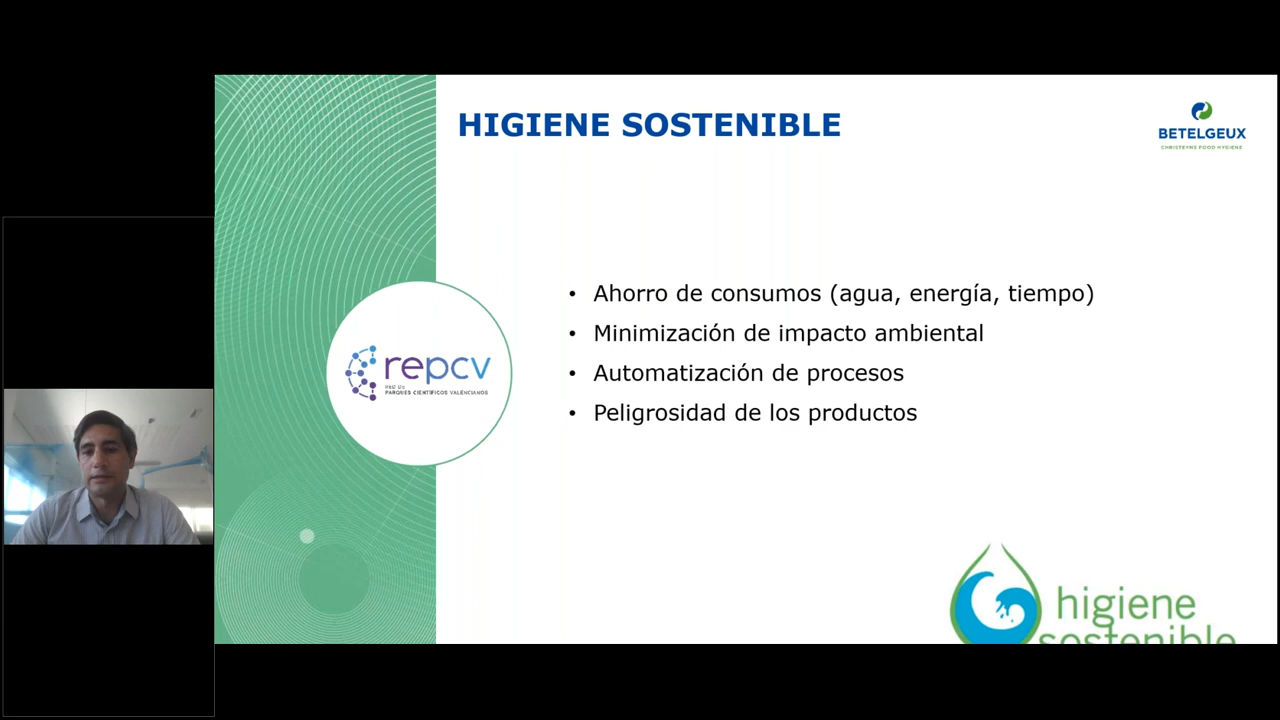 HIGIENE SOSTENIBLE
BETELGEUX
CHRISTEYNS FOOD HYGIENE
• Ahorro de consumos (agua, energía, tiempo)
• Minimización de impacto ambiental
• Automatización de procesos
• Peligrosidad de los productos
repcv
PARQUES CIENTÍFICOS VALENCIANOS
higiene
sostenible